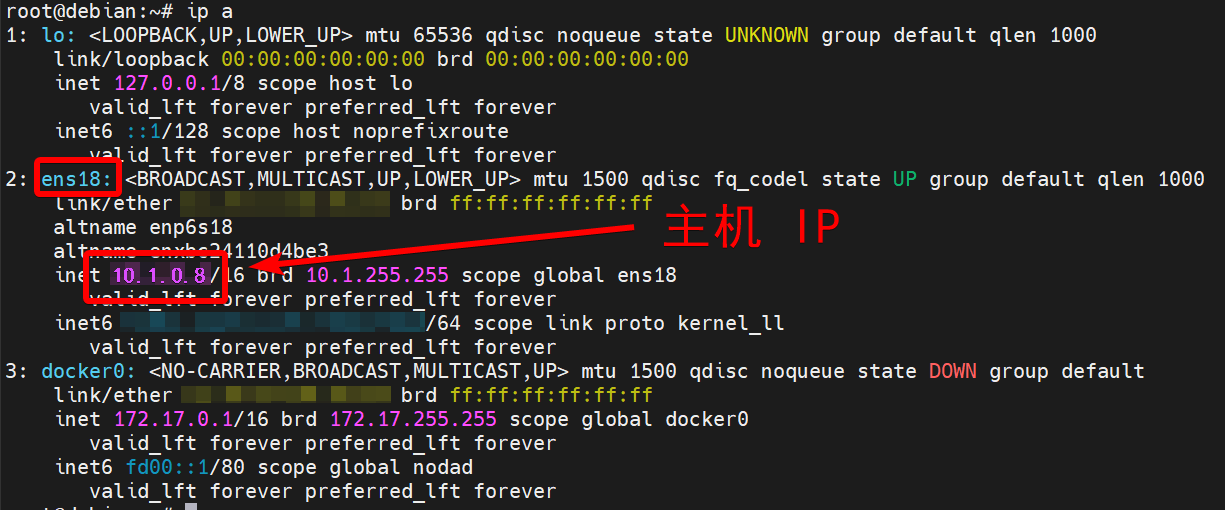 root@debian:~# ip a
1: lo: <LOOPBACK,UP,LOWER_UP> mtu 65536 qdisc noqueue state UNKNOWN group default qlen 1000
link/loopback 00:00:00:00:00:00 brd 00:00:00:00:00:00
inet 127.0.0.1/8 scope host lo
valid_lft forever preferred_lft forever
inet6 ::1/128 scope host noprefixroute
valid_lft forever preferred_lft forever
2: ens18: <BROADCAST,MULTICAST,UP,LOWER_UP> mtu 1500 qdisc fq_codel state UP group default qlen 1000
link/ether brd ff:ff:ff:ff:ff:ff
主机 IP
altname enp6s18
altname enxbc24110d4be3
inet 10.1.0.8/16 brd 10.1.255.255 scope global ens18
valid_lft forever preferred_lft forever
inet6 /64 scope link proto kernel_ll
valid_lft forever preferred_lft forever
3: docker0: <NO-CARRIER,BROADCAST,MULTICAST,UP> mtu 1500 qdisc noqueue state DOWN group default
link/ether brd ff:ff:ff:ff:ff:ff
inet 172.17.0.1/16 brd 172.17.255.255 scope global docker0
valid_lft forever preferred_lft forever
inet6 fd00::1/80 scope global nodad
valid_lft forever preferred_lft forever
root@debian:~#